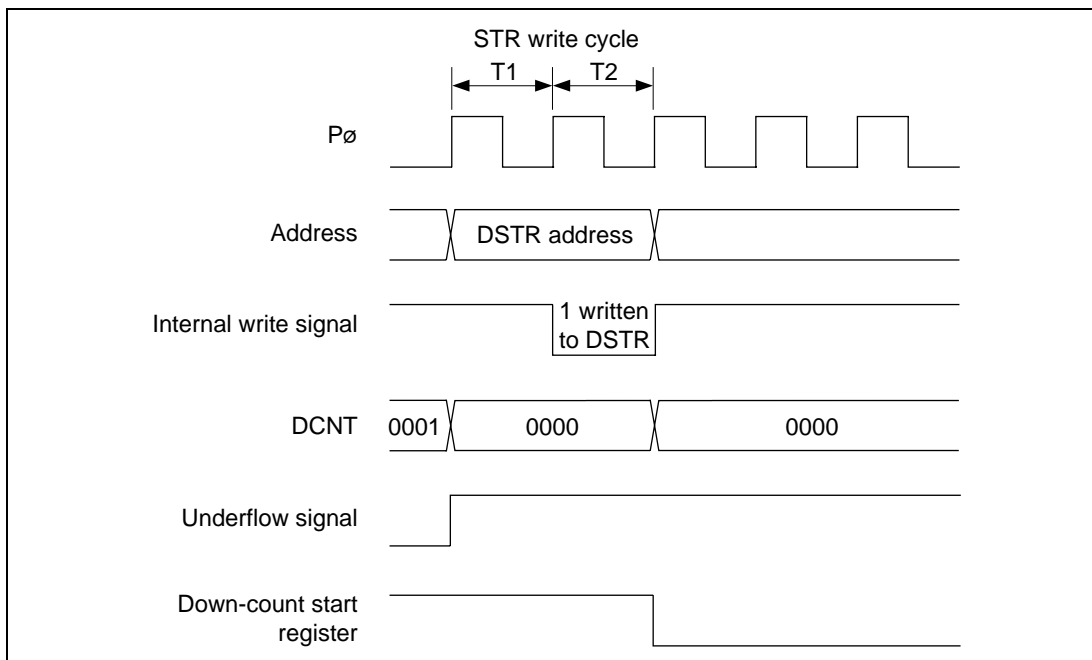 STR write cycle
T1 T2
Pø
Address
DSTR address
Internal write signal
1 written
to DSTR
DCNT
0001 0000 0000
Underflow signal
Down-count start
register